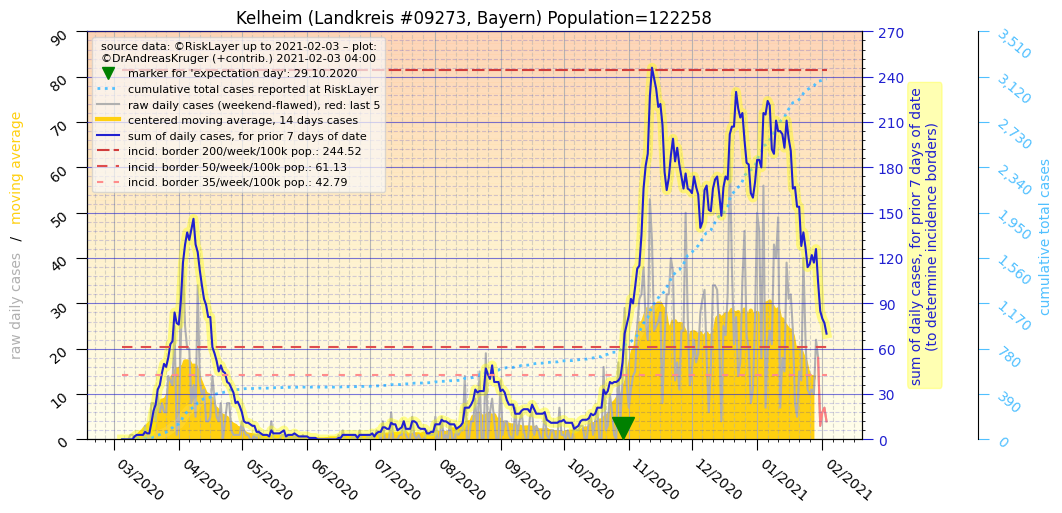 Kelheim (Landkreis #09273, Bayern) Population=122258
source data: ©RiskLayer up to 2021-02-03 – plot:
©DrAndreasKruger (+contrib.) 2021-02-03 04:00
marker for 'expectation day': 29.10.2020
cumulative total cases reported at RiskLayer
raw daily cases (weekend-flawed), red: last 5
centered moving average, 14 days cases
sum of daily cases, for prior 7 days of date
incid. border 200/week/100k pop.: 244.52
incid. border 50/week/100k pop.: 61.13
incid. border 35/week/100k pop.: 42.79
raw daily cases / moving average
90
80
70
60
50
40
30
20
10
0
03/2020
04/2020
05/2020
06/2020
07/2020
08/2020
09/2020
10/2020
11/2020
12/2020
01/2021
02/2021
270
240
210
180
150
120
90
60
30
0
sum of daily cases, for prior 7 days of date
(to determine incidence borders)
3,510
3,120
2,730
2,340
1,950
1,560
1,170
780
390
0
cumulative total cases